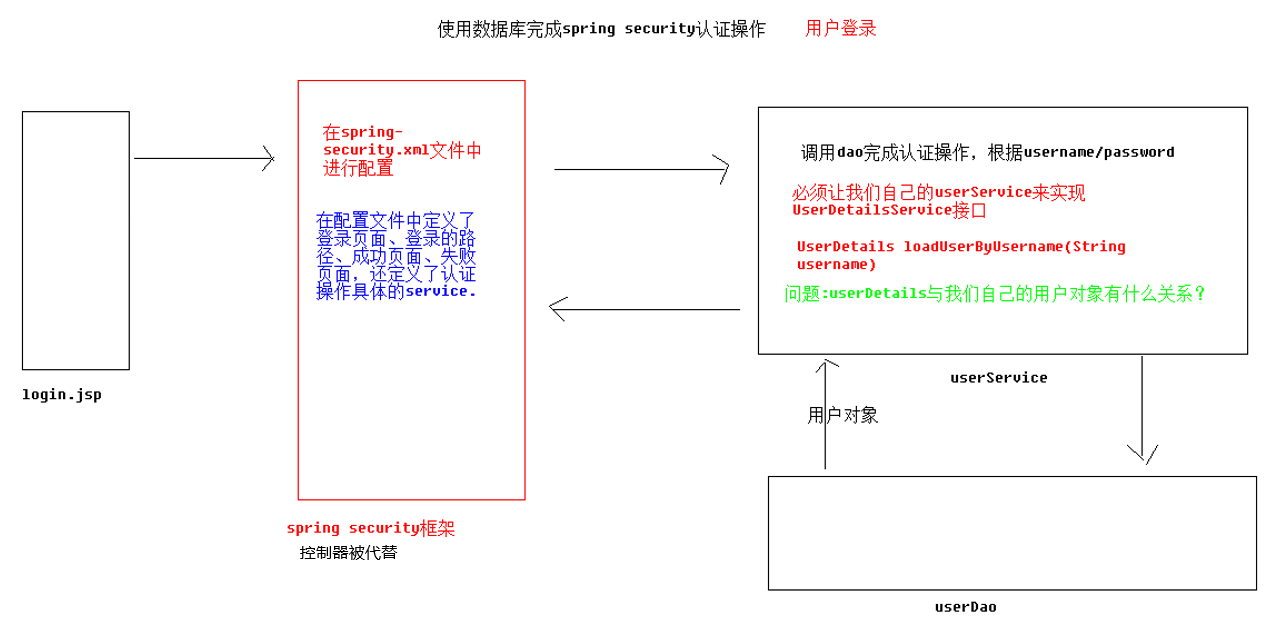 使用数据库完成spring security认证操作 用户登录
在spring-
security.xml文件中
进行配置
在配置文件中定义了
登录页面、登录的路
径、成功页面、失败
页面，还定义了认证
操作具体的service.
login.jsp
spring security框架
控制器被代替
调用dao完成认证操作，根据username/password
必须让我们自己的userService来实现
UserDetailsService接口
UserDetails loadUserByUsername(String
username)
问题:userDetails与我们自己的用户对象有什么关系？
userService
用户对象
userDao